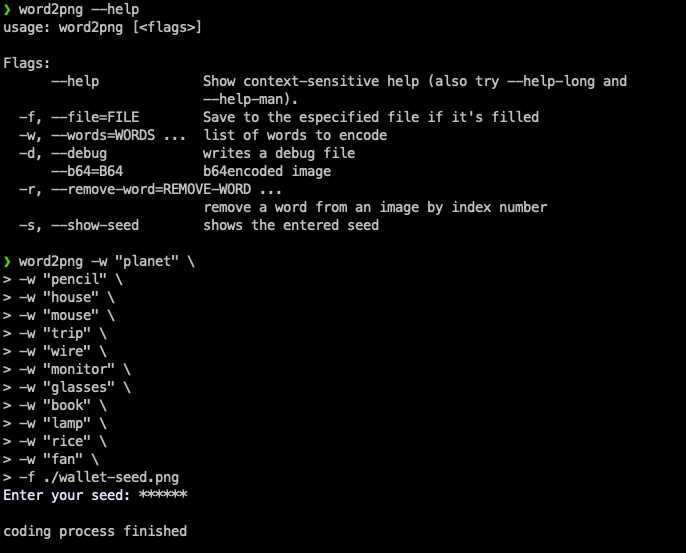 ❯ word2png --help
usage: word2png [<flags>]

Flags:
      --help             Show context-sensitive help (also try --help-long and
                         --help-man).
  -f, --file=FILE        Save to the especified file if it's filled
  -w, --words=WORDS ...  list of words to encode
  -d, --debug            writes a debug file
      --b64=B64          b64encoded image
  -r, --remove-word=REMOVE-WORD ...
                         remove a word from an image by index number
  -s, --show-seed        shows the entered seed

❯ word2png -w "planet" \
> -w "pencil" \
> -w "house" \
> -w "mouse" \
> -w "trip" \
> -w "wire" \
> -w "monitor" \
> -w "glasses" \
> -w "book" \
> -w "lamp" \
> -w "rice" \
> -w "fan" \
> -f ./wallet-seed.png
Enter your seed: ******

coding process finished